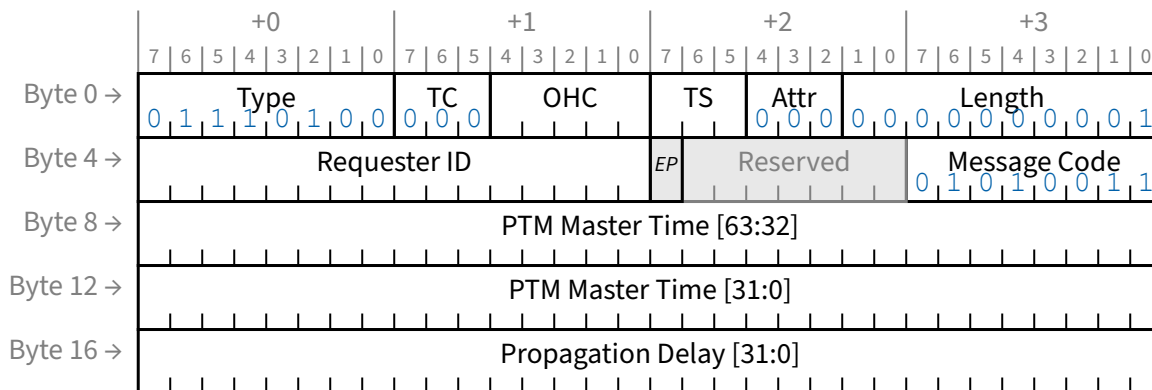 +0 +1 +2 +3
7 6 5 4 3 2 1 0 7 6 5 4 3 2 1 0 7 6 5 4 3 2 1 0 7 6 5 4 3 2 1 0
Byte 0 → Type TC OHC TS Attr Length
0 1 1 1 0 1 0 0 0 0 0 0 0 0 0 0 0 0 0 0 0 0 0 1
Byte 4 → Requester ID EP Reserved Message Code
0 1 0 1 0 0 1 1
Byte 8 → PTM Master Time [63:32]
Byte 12 → PTM Master Time [31:0]
Byte 16 → Propagation Delay [31:0]